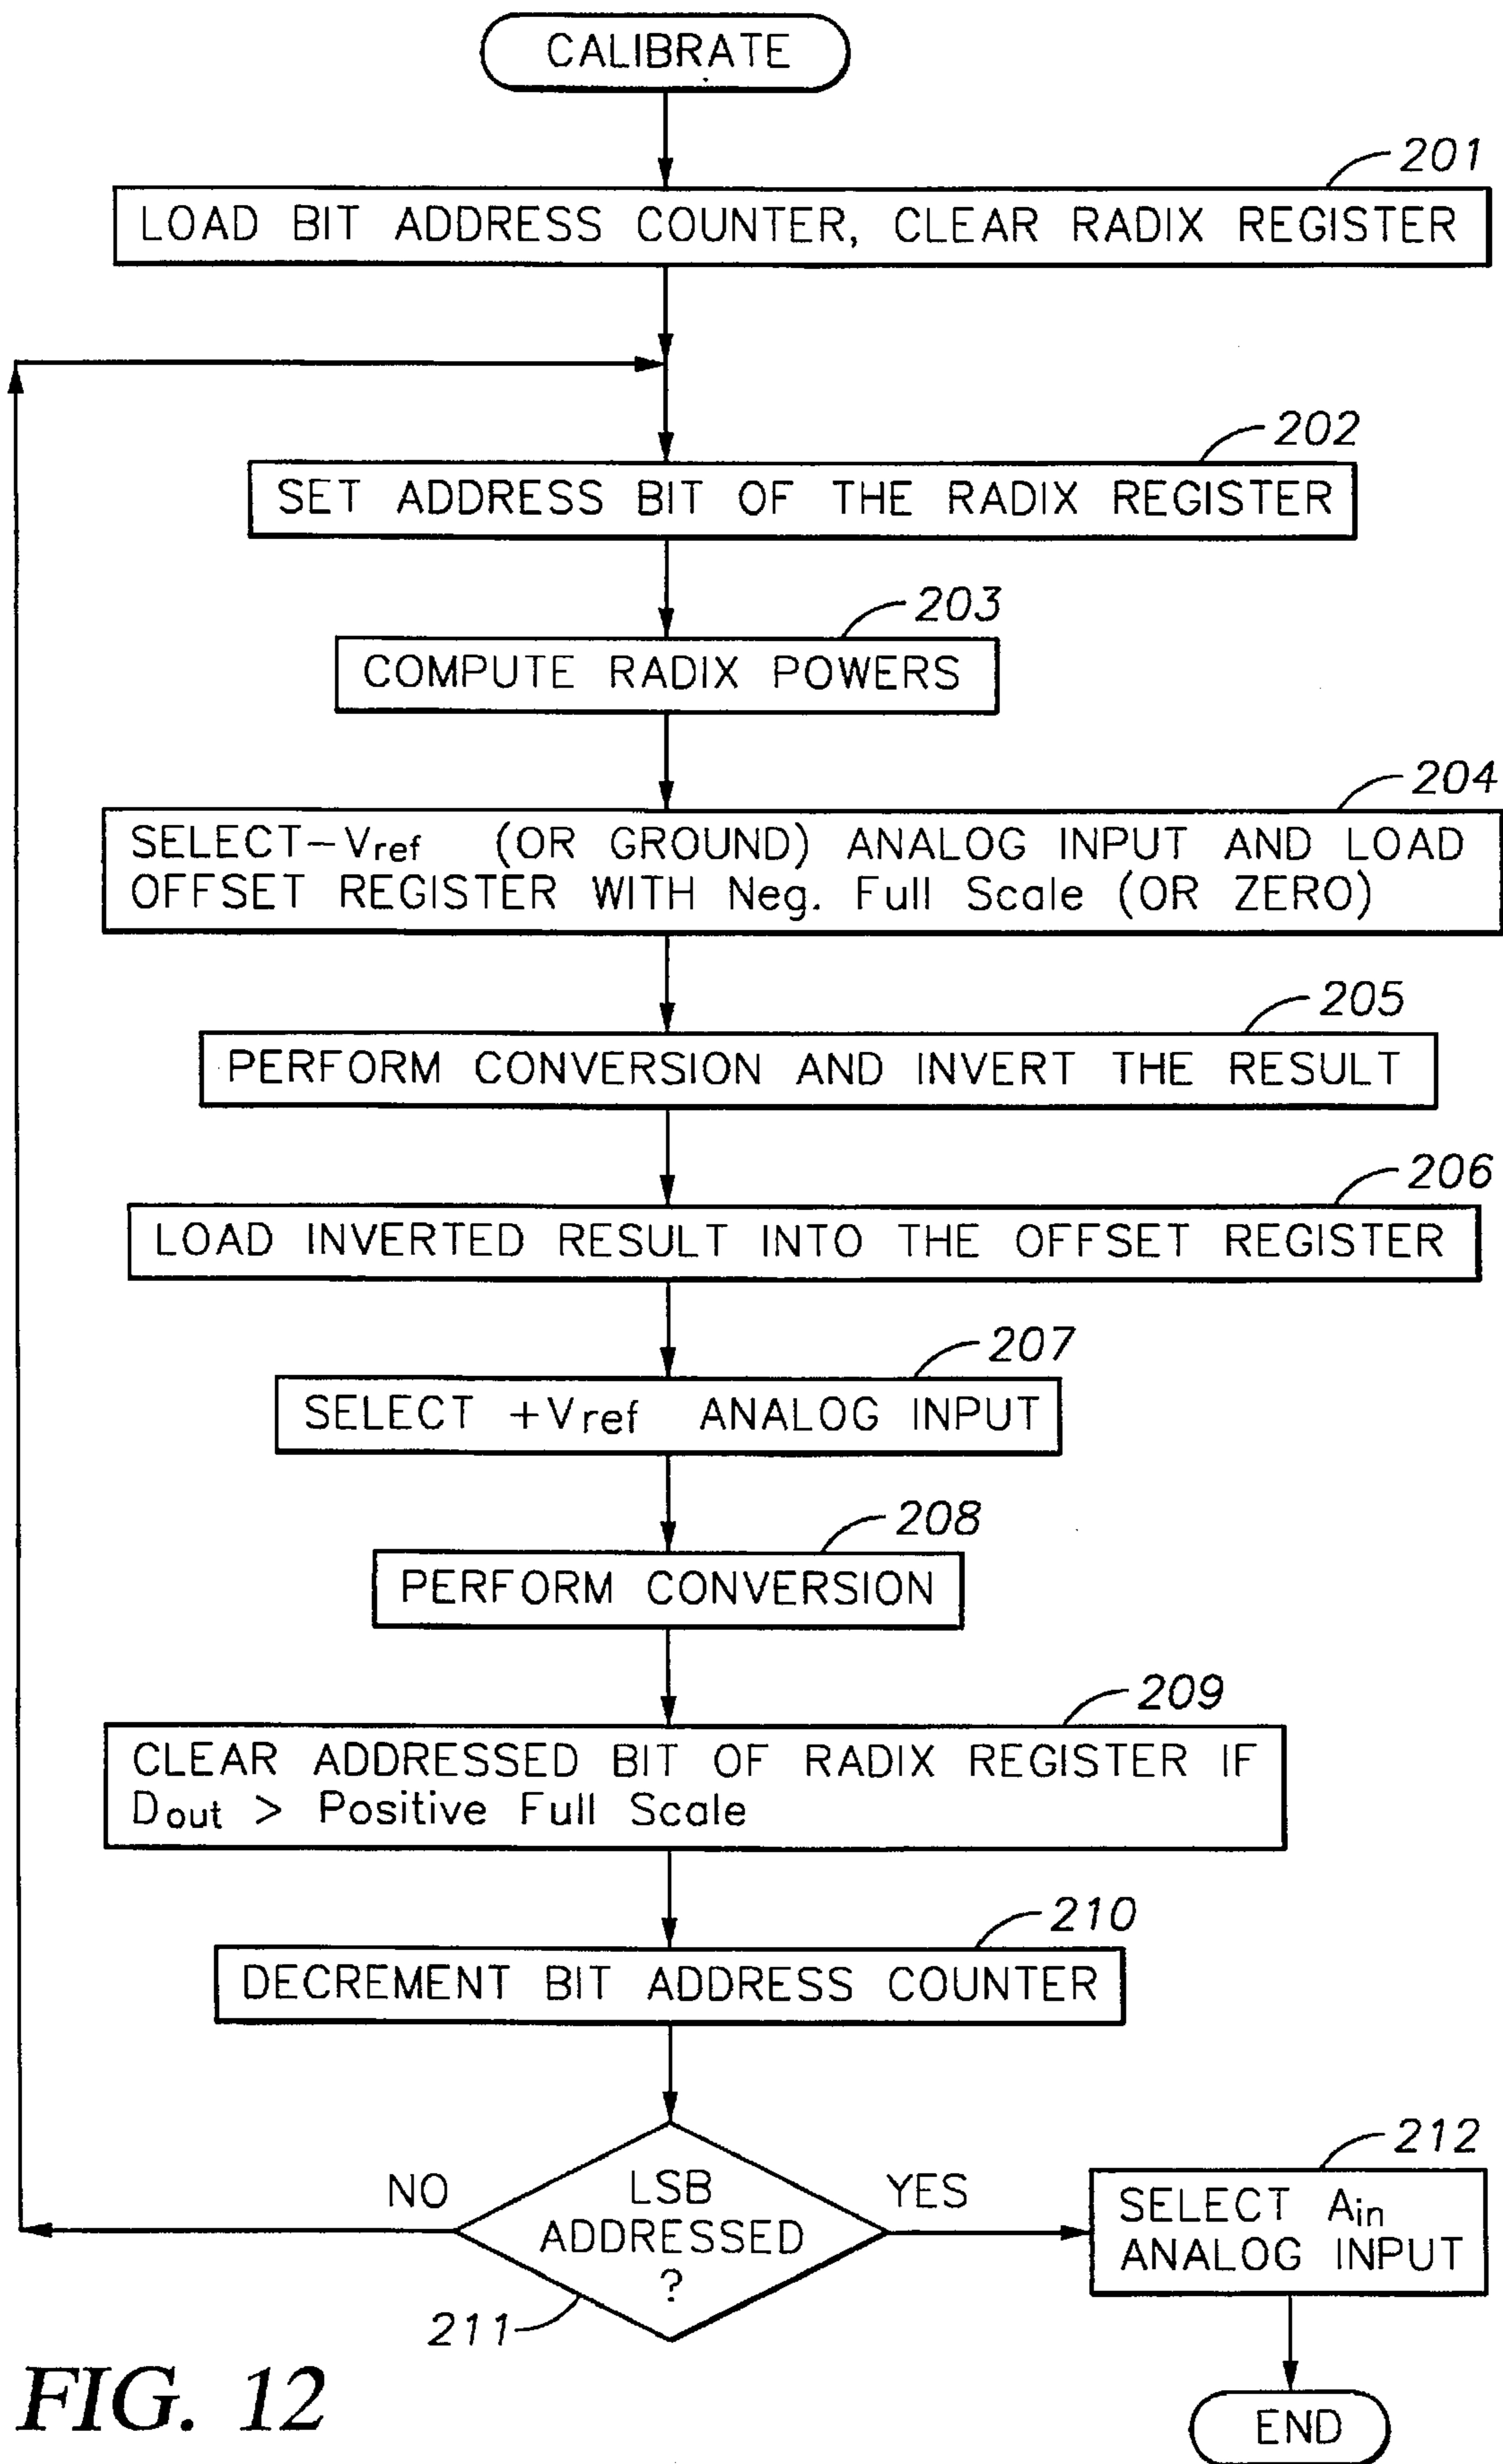 CALIBRATE
201
LOAD BIT ADDRESS COUNTER, CLEAR RADIX REGISTER
202
SET ADDRESS BIT OF THE RADIX REGISTER
203
COMPUTE RADIX POWERS
204
SELECT-Vref (OR GROUND) ANALOG INPUT AND LOAD
OFFSET REGISTER WITH Neg. Full Scale (OR ZERO)
205
PERFORM CONVERSION AND INVERT THE RESULT
206
LOAD INVERTED RESULT INTO THE OFFSET REGISTER
207
SELECT +Vref ANALOG INPUT
208
PERFORM CONVERSION
209
CLEAR ADDRESSED BIT OF RADIX REGISTER IF
Dout > Positive Full Scale
210
DECREMENT BIT ADDRESS COUNTER
NO
LSB
ADDRESSED
?
YES
211
212
SELECT Ain
ANALOG INPUT
END
FIG. 12